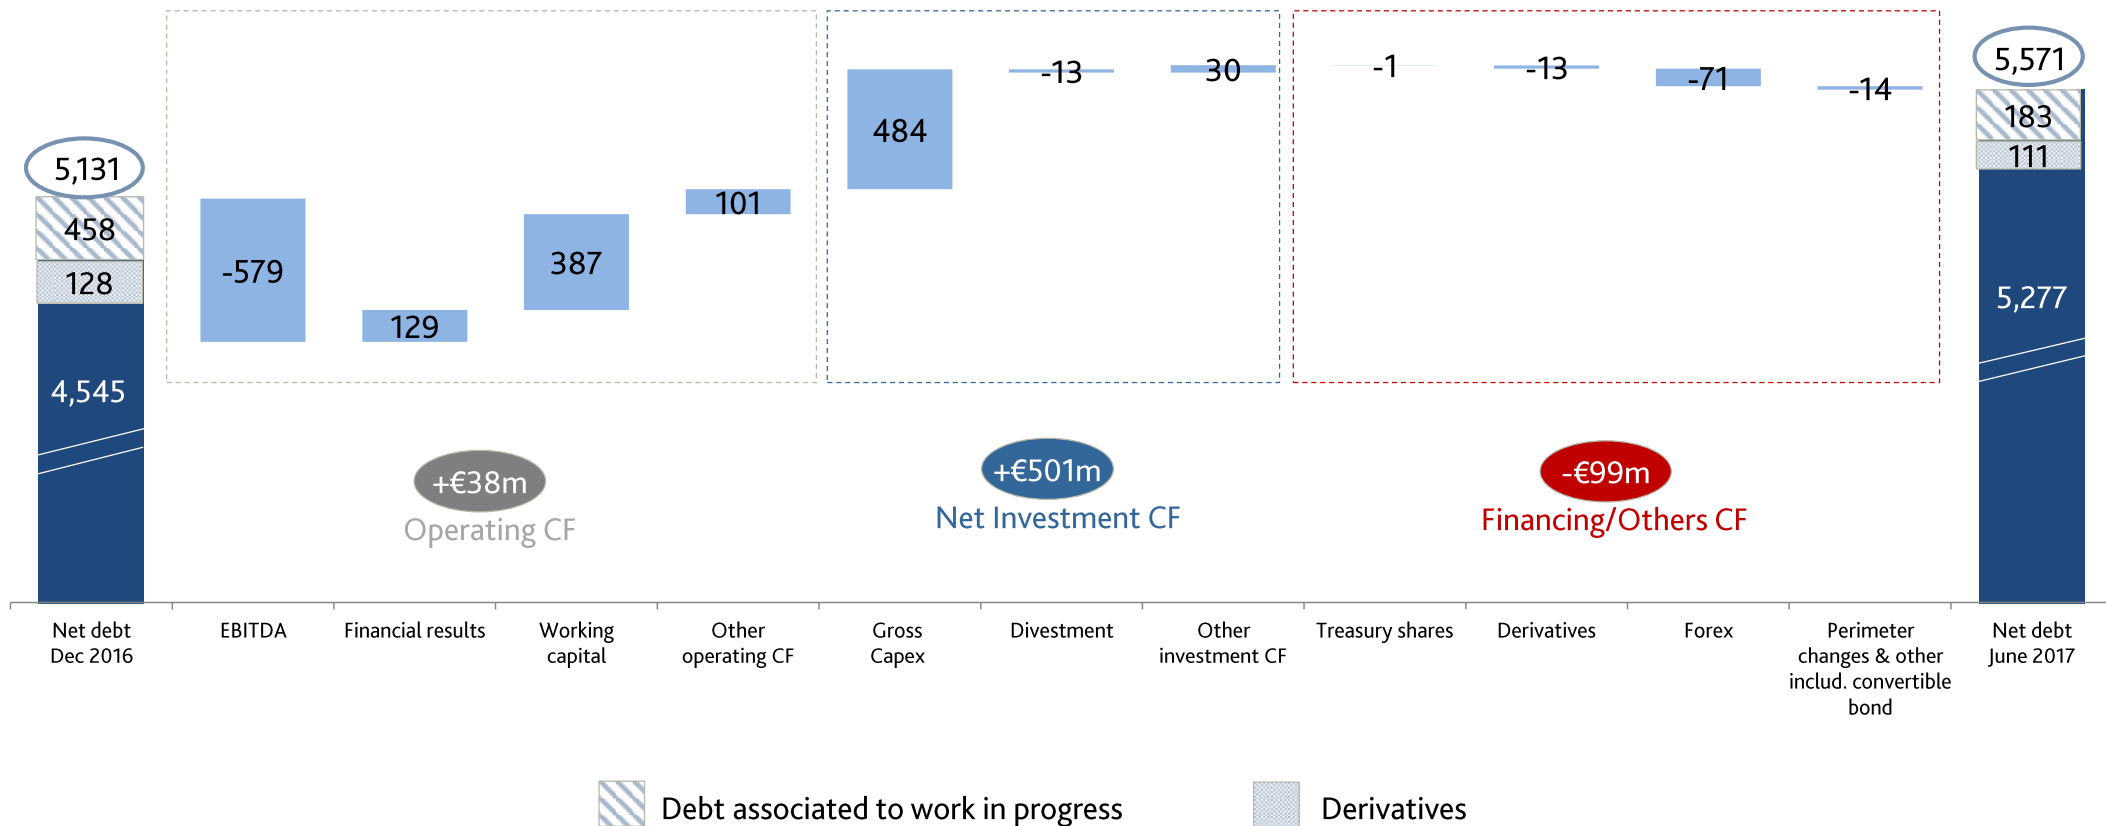 5,131
458
128
4,545
-579
129
387
101
484
-13
30
-1
-13
-71
-14
5,571
183
111
5,277
+€38m
Operating CF
+€501m
Net Investment CF
-€99m
Financing/Others CF
Net debt
Dec 2016
EBITDA
Financial results
Working
capital
Other
operating CF
Gross
Capex
Divestment
Other
investment CF
Treasury shares
Derivatives
Forex
Perimeter
changes & other
includ. convertible
bond
Net debt
June 2017
Debt associated to work in progress
Derivatives